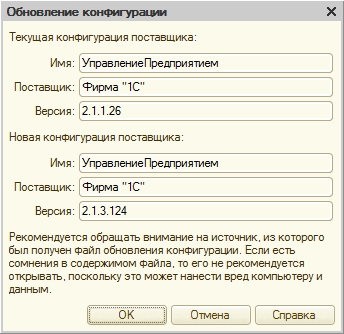 Обновление конфигурации
Текущая конфигурация поставщика:
Имя: УправлениеПредприятием
Поставщик: Фирма "1С"
Версия: 2.1.1.26
Новая конфигурация поставщика:
Имя: УправлениеПредприятием
Поставщик: Фирма "1С"
Версия: 2.1.3.124
Рекомендуется обращать внимание на источник, из которого
был получен файл обновления конфигурации. Если есть
сомнения в содержимом файла, то его не рекомендуется
открывать, поскольку это может нанести вред компьютеру и
данным.
OK Отмена Справка